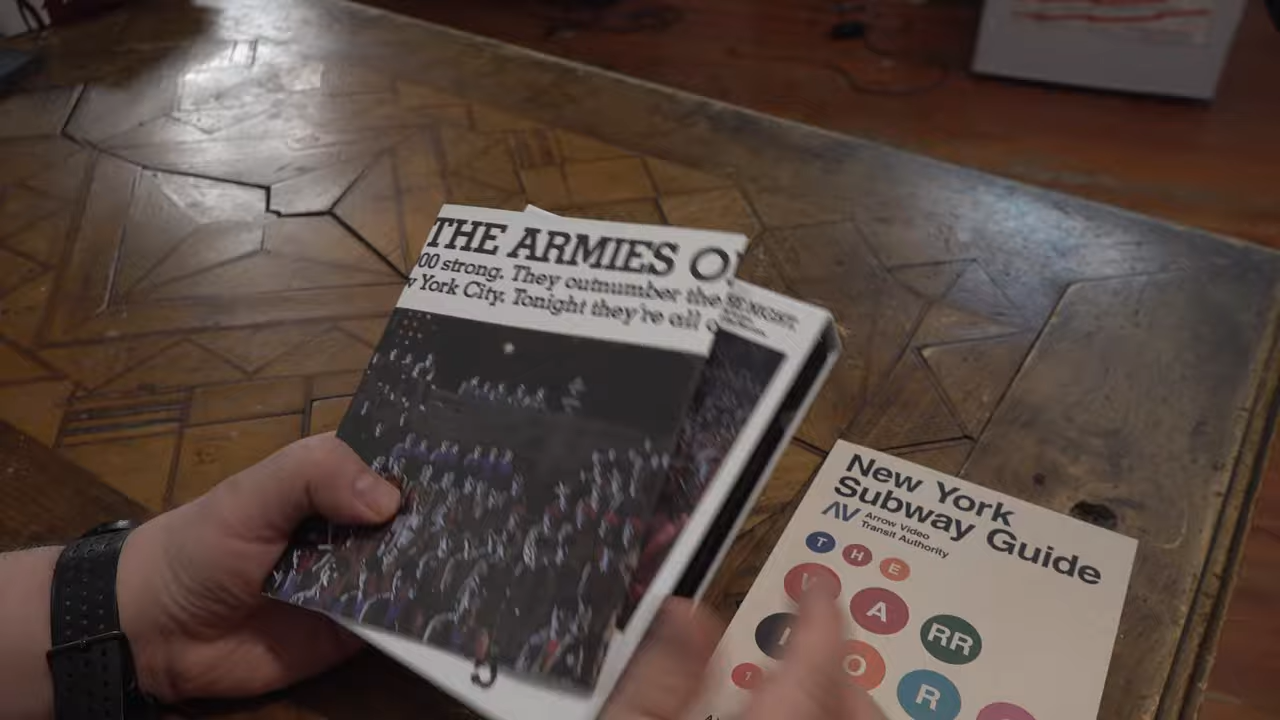 THE ARMIES O
00 strong. They outnumber the
York City. Tonight they're all
New York
Subway Guide
AV Arrow Video
Transit Authority
T H E
A RR
O R